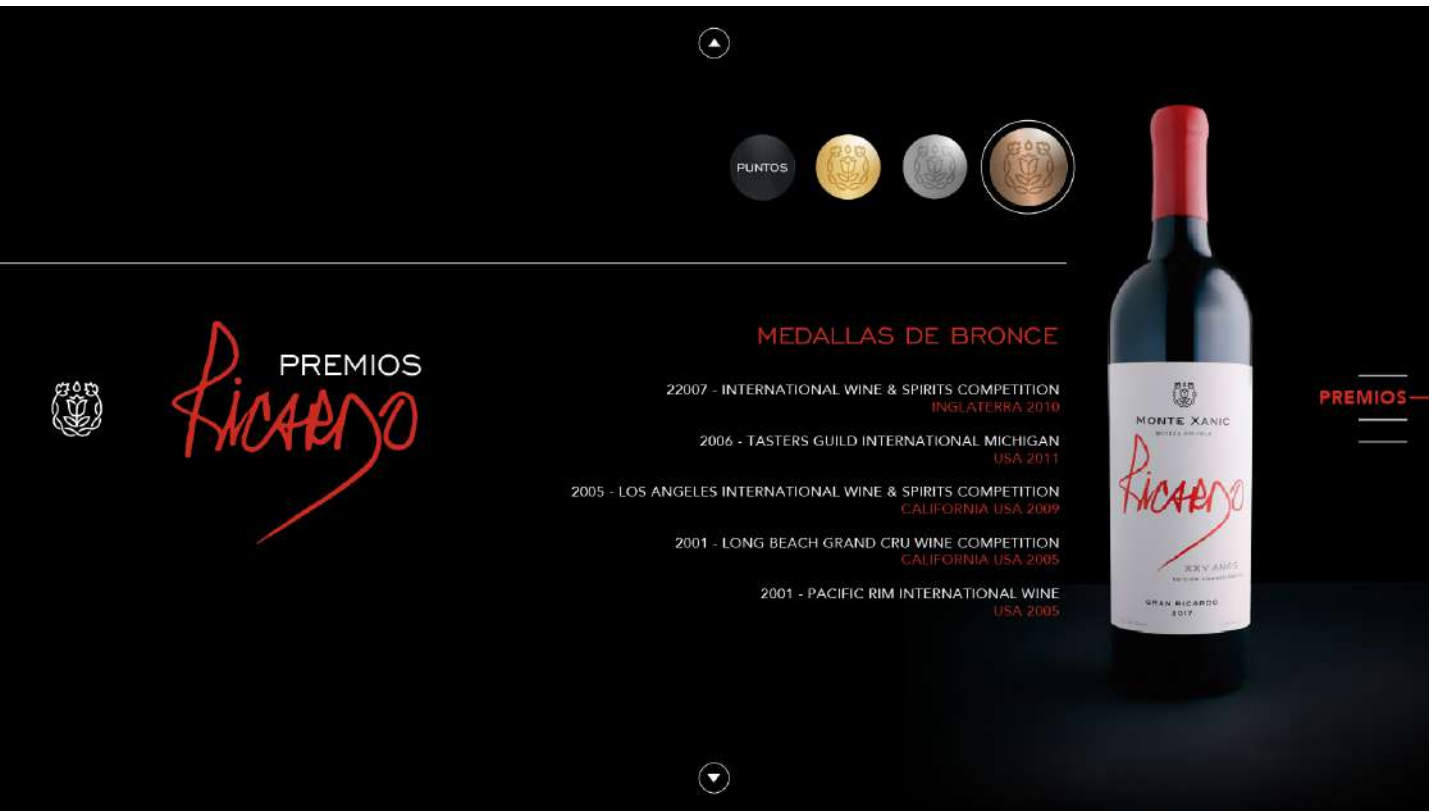 PUNTOS
PREMIOS
RICARDO
MEDALLAS DE BRONCE
22007 - INTERNATIONAL WINE & SPIRITS COMPETITION
INGLATERRA 2010
2006 - TASTERS GUILD INTERNATIONAL MICHIGAN
USA 2011
2005 - LOS ANGELES INTERNATIONAL WINE & SPIRITS COMPETITION
CALIFORNIA USA 2009
2001 - LONG BEACH GRAND CRU WINE COMPETITION
CALIFORNIA USA 2005
2001 - PACIFIC RIM INTERNATIONAL WINE
USA 2005
MONTE XANIC
RICARDO
XXV AÑOS
GRAN RICARDO
2017
PREMIOS